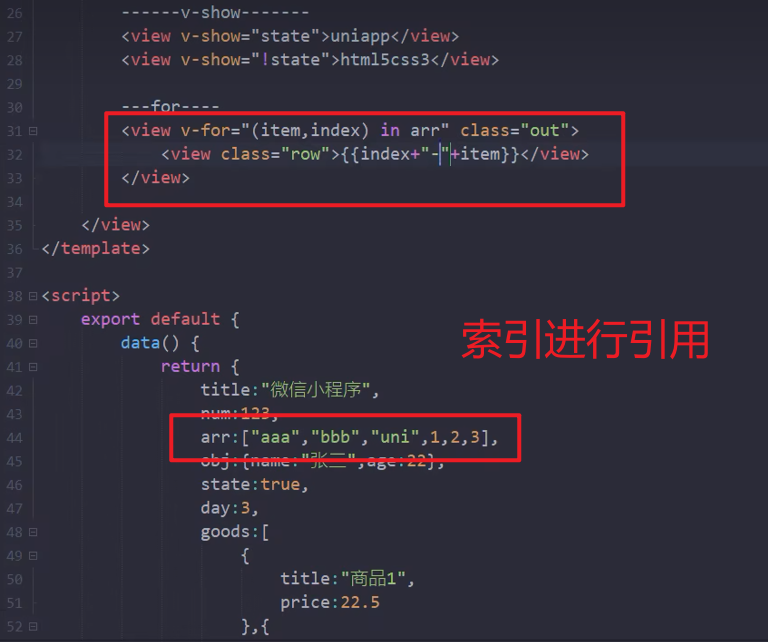 26 ------v-show-------
27 <view v-show="state">uniapp</view>
28 <view v-show="!state">html5css3</view>
29
30 ---for----
31 <view v-for="(item,index) in arr" class="out">
32 <view class="row">{{index+"-"+item}}</view>
33 </view>
34
35 </view>
36 </template>
37
38 <script>
39 export default {
40 data() {
41 return {
索引进行引用
42 title:"微信小程序",
43 num:123,
44 arr:["aaa","bbb","uni",1,2,3],
45 obj:{name:"张三",age:22},
46 state:true,
47 day:3,
48 goods:[
49 {
50 title:"商品1",
51 price:22.5
52 },{